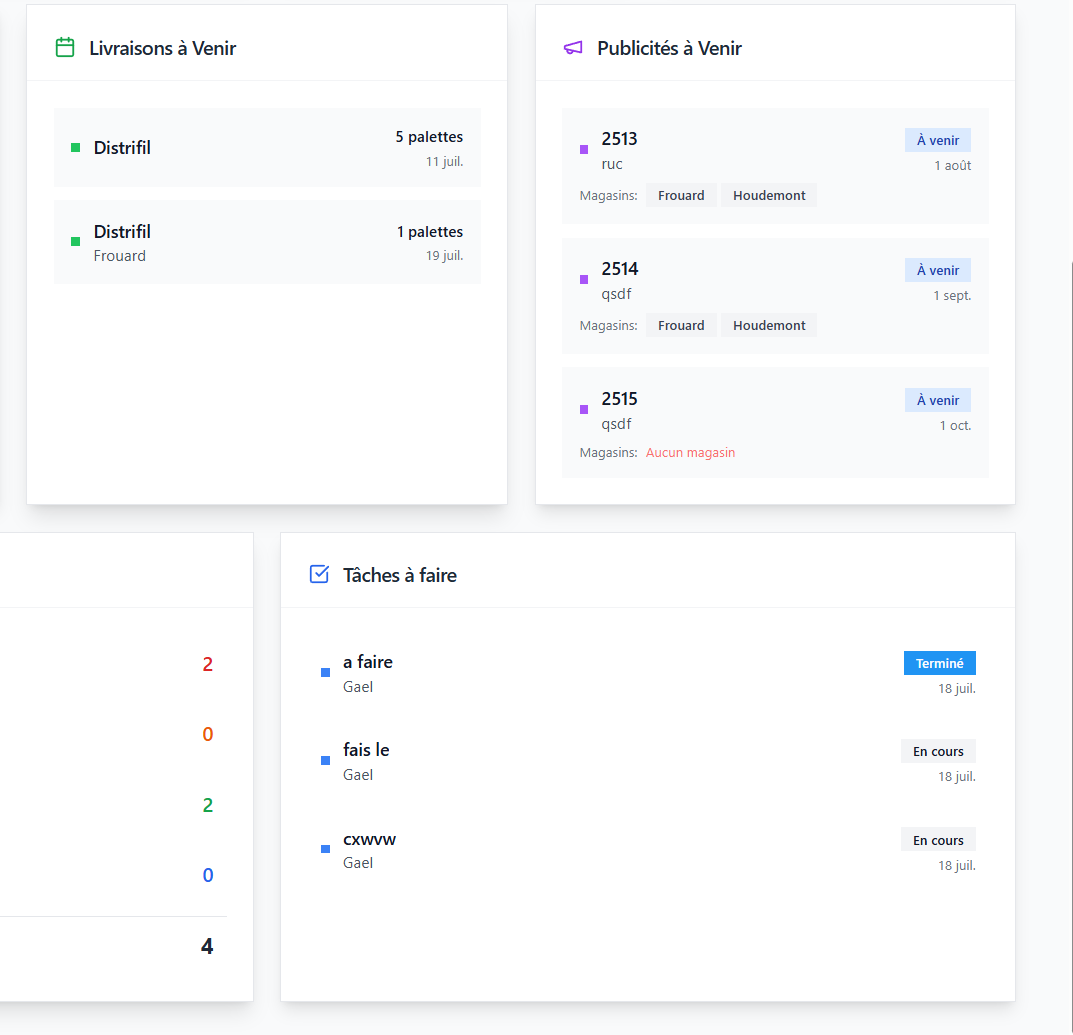 Livraisons à Venir
Distrifil
5 palettes
11 juil.
Distrifil
Frouard
1 palettes
19 juil.
Publicités à Venir
2513
ruc
À venir
1 août
Magasins: Frouard Houdemont
2514
qsdf
À venir
1 sept.
Magasins: Frouard Houdemont
2515
qsdf
À venir
1 oct.
Magasins: Aucun magasin
2
0
2
0
4
Tâches à faire
a faire
Gael
Terminé
18 juil.
fais le
Gael
En cours
18 juil.
cxwvw
Gael
En cours
18 juil.